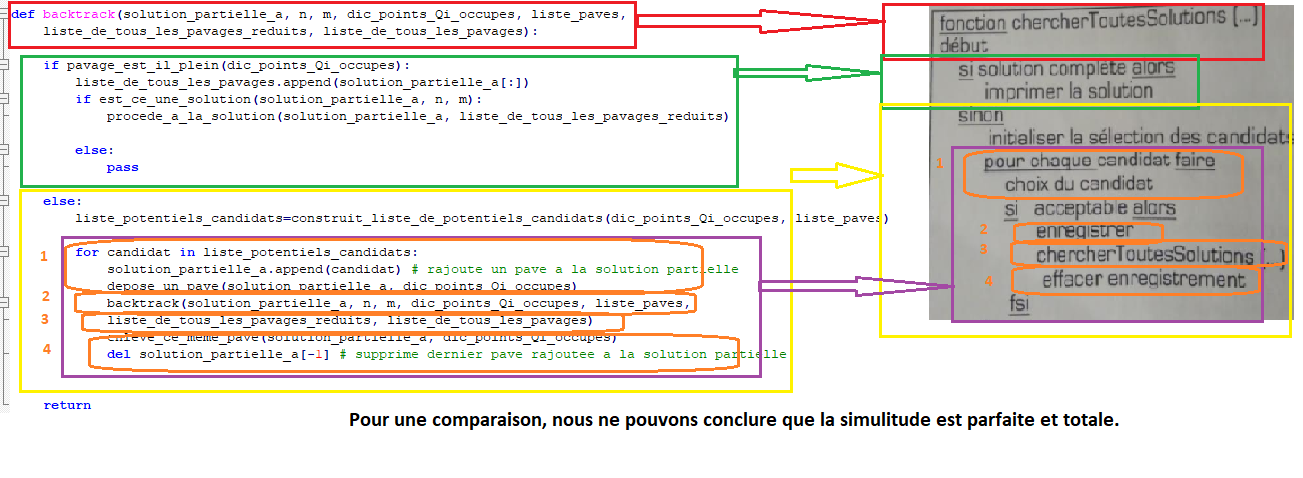 def backtrack(solution_partielle_a, n, m, dic_points_Qi_occupes, liste_paves,
liste_de_tous_les_pavages_reduits, liste_de_tous_les_pavages):
if pavage_est_il_plein(dic_points_Qi_occupes):
liste_de_tous_les_pavages.append(solution_partielle_a[:])
if est_ce_une_solution(solution_partielle_a, n, m):
procede_a_la_solution(solution_partielle_a, liste_de_tous_les_pavages_reduits)
else:
pass
else:
liste_potentiels_candidats=construit_liste_de_potentiels_candidats(dic_points_Qi_occupes, liste_paves)
1
for candidat in liste_potentiels_candidats:
solution_partielle_a.append(candidat) # rajoute un pave a la solution partielle
depose_un_pave(solution_partielle_a, dic_points_Qi_occupes)
2
backtrack(solution_partielle_a, n, m, dic_points_Qi_occupes, liste_paves,
3
liste_de_tous_les_pavages_reduits, liste_de_tous_les_pavages)
enleve_ce_meme_pave(solution_partielle_a, dic_points_Qi_occupes)
4
del solution_partielle_a[-1] # supprime dernier pave rajoutee a la solution partielle
return
fonction chercherToutesSolutions (...)
début
si solution complète alors
imprimer la solution
sinon
initialiser la sélection des candidats
1
pour chaque candidat faire
choix du candidat
si acceptable alors
2
enregistrer
3
chercherToutesSolutions (...)
4
effacer enregistrement
fsi
Pour une comparaison, nous ne pouvons conclure que la simulitude est parfaite et totale.